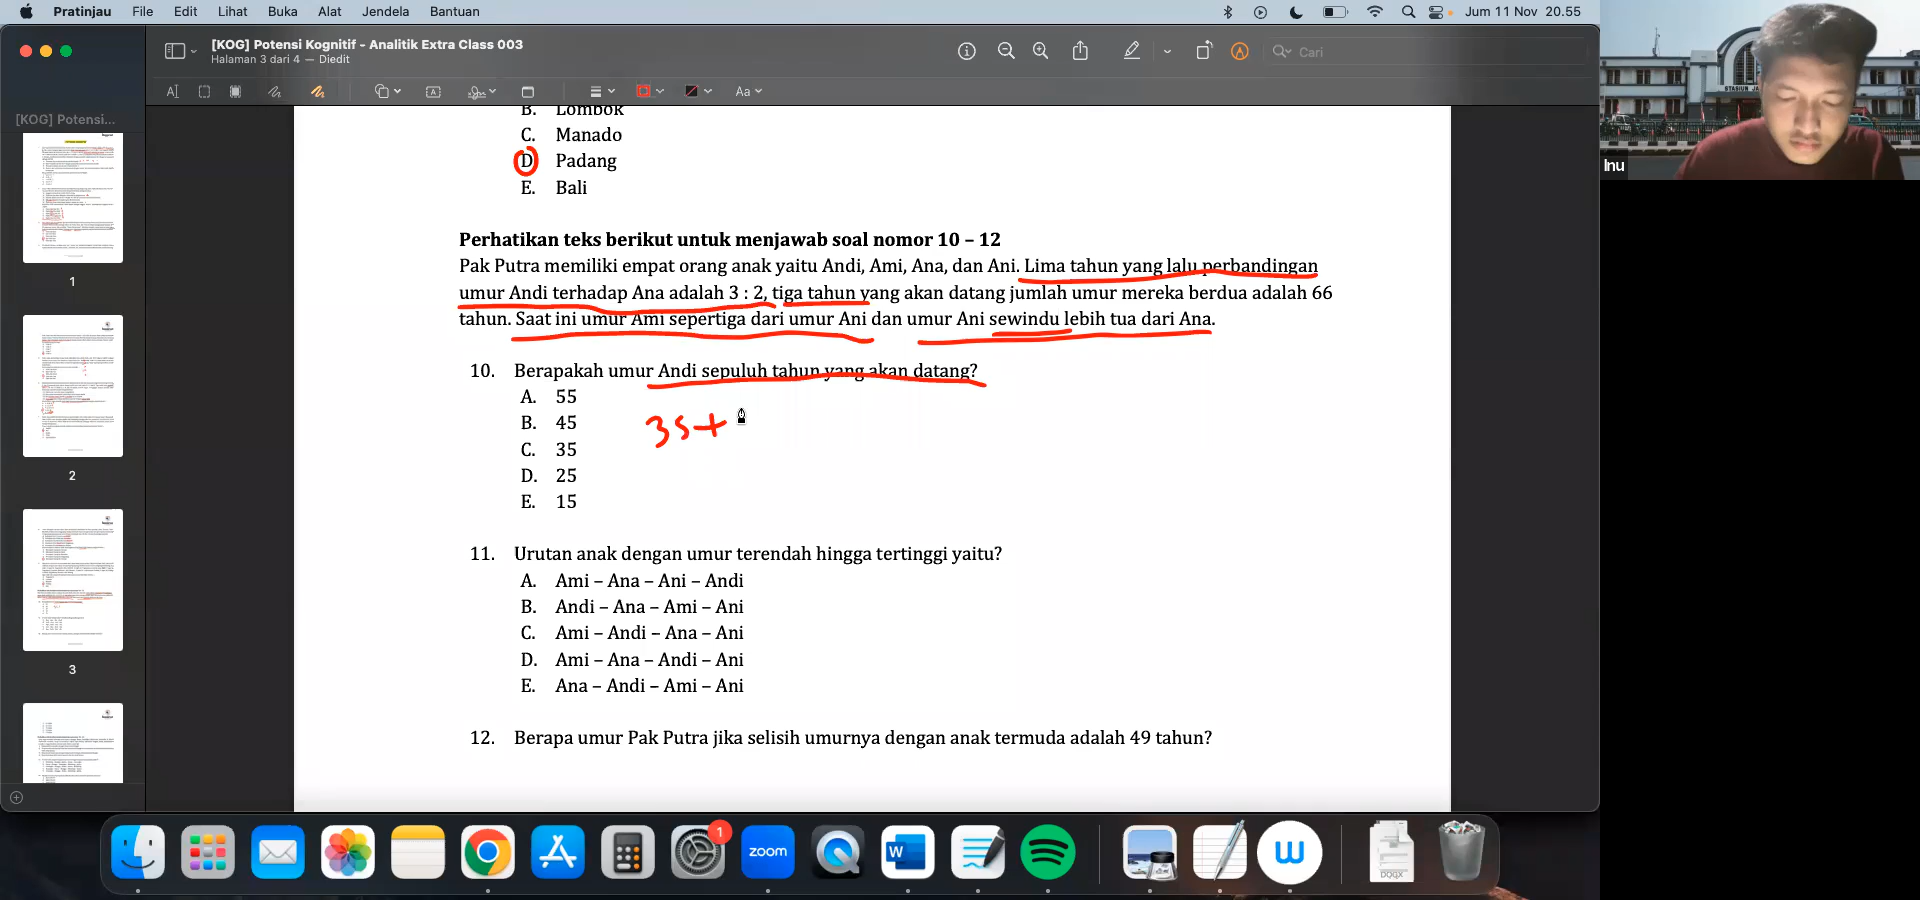 Pratinjau File Edit Lihat Buka Alat Jendela Bantuan
Jum 11 Nov 20.55
[KOG] Potensi Kognitif - Analitik Extra Class 003
Halaman 3 dari 4 — Diedit
Cari
Aa
[KOG] Potensi...
1
2
3
B. Lombok
C. Manado
D Padang
E. Bali
Perhatikan teks berikut untuk menjawab soal nomor 10 – 12
Pak Putra memiliki empat orang anak yaitu Andi, Ami, Ana, dan Ani. Lima tahun yang lalu perbandingan
umur Andi terhadap Ana adalah 3 : 2, tiga tahun yang akan datang jumlah umur mereka berdua adalah 66
tahun. Saat ini umur Ami sepertiga dari umur Ani dan umur Ani sewindu lebih tua dari Ana.
10. Berapakah umur Andi sepuluh tahun yang akan datang?
A. 55
B. 45
C. 35
D. 25
E. 15
35+
11. Urutan anak dengan umur terendah hingga tertinggi yaitu?
A. Ami – Ana – Ani – Andi
B. Andi – Ana – Ami – Ani
C. Ami – Andi – Ana – Ani
D. Ami – Ana – Andi – Ani
E. Ana – Andi – Ami – Ani
12. Berapa umur Pak Putra jika selisih umurnya dengan anak termuda adalah 49 tahun?
Inu
1
zoom
W
DOQX